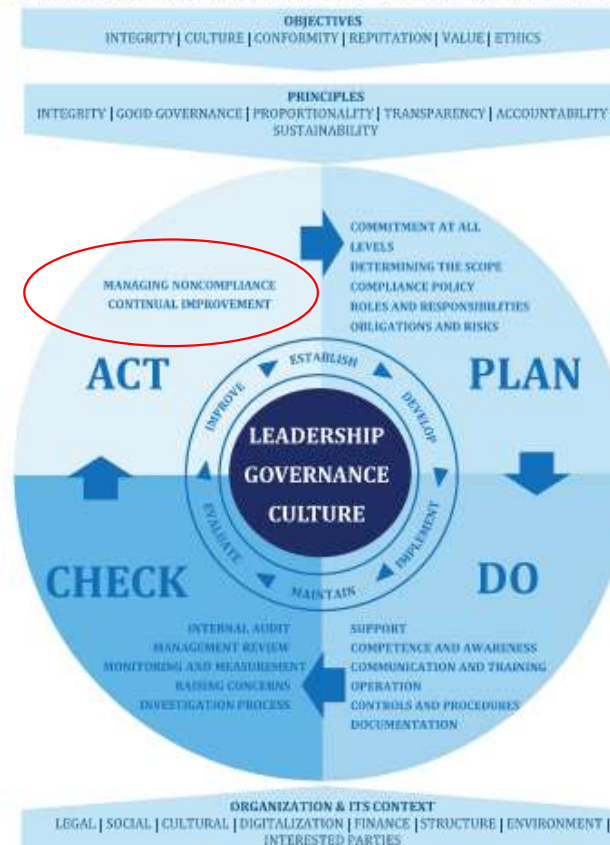 OBJECTIVES
INTEGRITY | CULTURE | CONFORMITY | REPUTATION | VALUE | ETHICS
PRINCIPLES
INTEGRITY | GOOD GOVERNANCE | PROPORTIONALITY | TRANSPARENCY | ACCOUNTABILITY
SUSTAINABILITY
MANAGING NONCOMPLIANCE
CONTINUAL IMPROVEMENT
ACT
COMMITMENT AT ALL
LEVELS
DETERMINING THE SCOPE
COMPLIANCE POLICY
ROLES AND RESPONSIBILITIES
OBLIGATIONS AND RISKS
PLAN
ESTABLISH
DEVELOP
IMPLEMENT
MAINTAIN
EVALUATE
IMPROVE
LEADERSHIP
GOVERNANCE
CULTURE
CHECK
INTERNAL AUDIT
MANAGEMENT REVIEW
MONITORING AND MEASUREMENT
RAISING CONCERNS
INVESTIGATION PROCESS
DO
SUPPORT
COMPETENCE AND AWARENESS
COMMUNICATION AND TRAINING
OPERATION
CONTROLS AND PROCEDURES
DOCUMENTATION
ORGANIZATION & ITS CONTEXT
LEGAL | SOCIAL | CULTURAL | DIGITALIZATION | FINANCE | STRUCTURE | ENVIRONMENT |
INTERESTED PARTIES